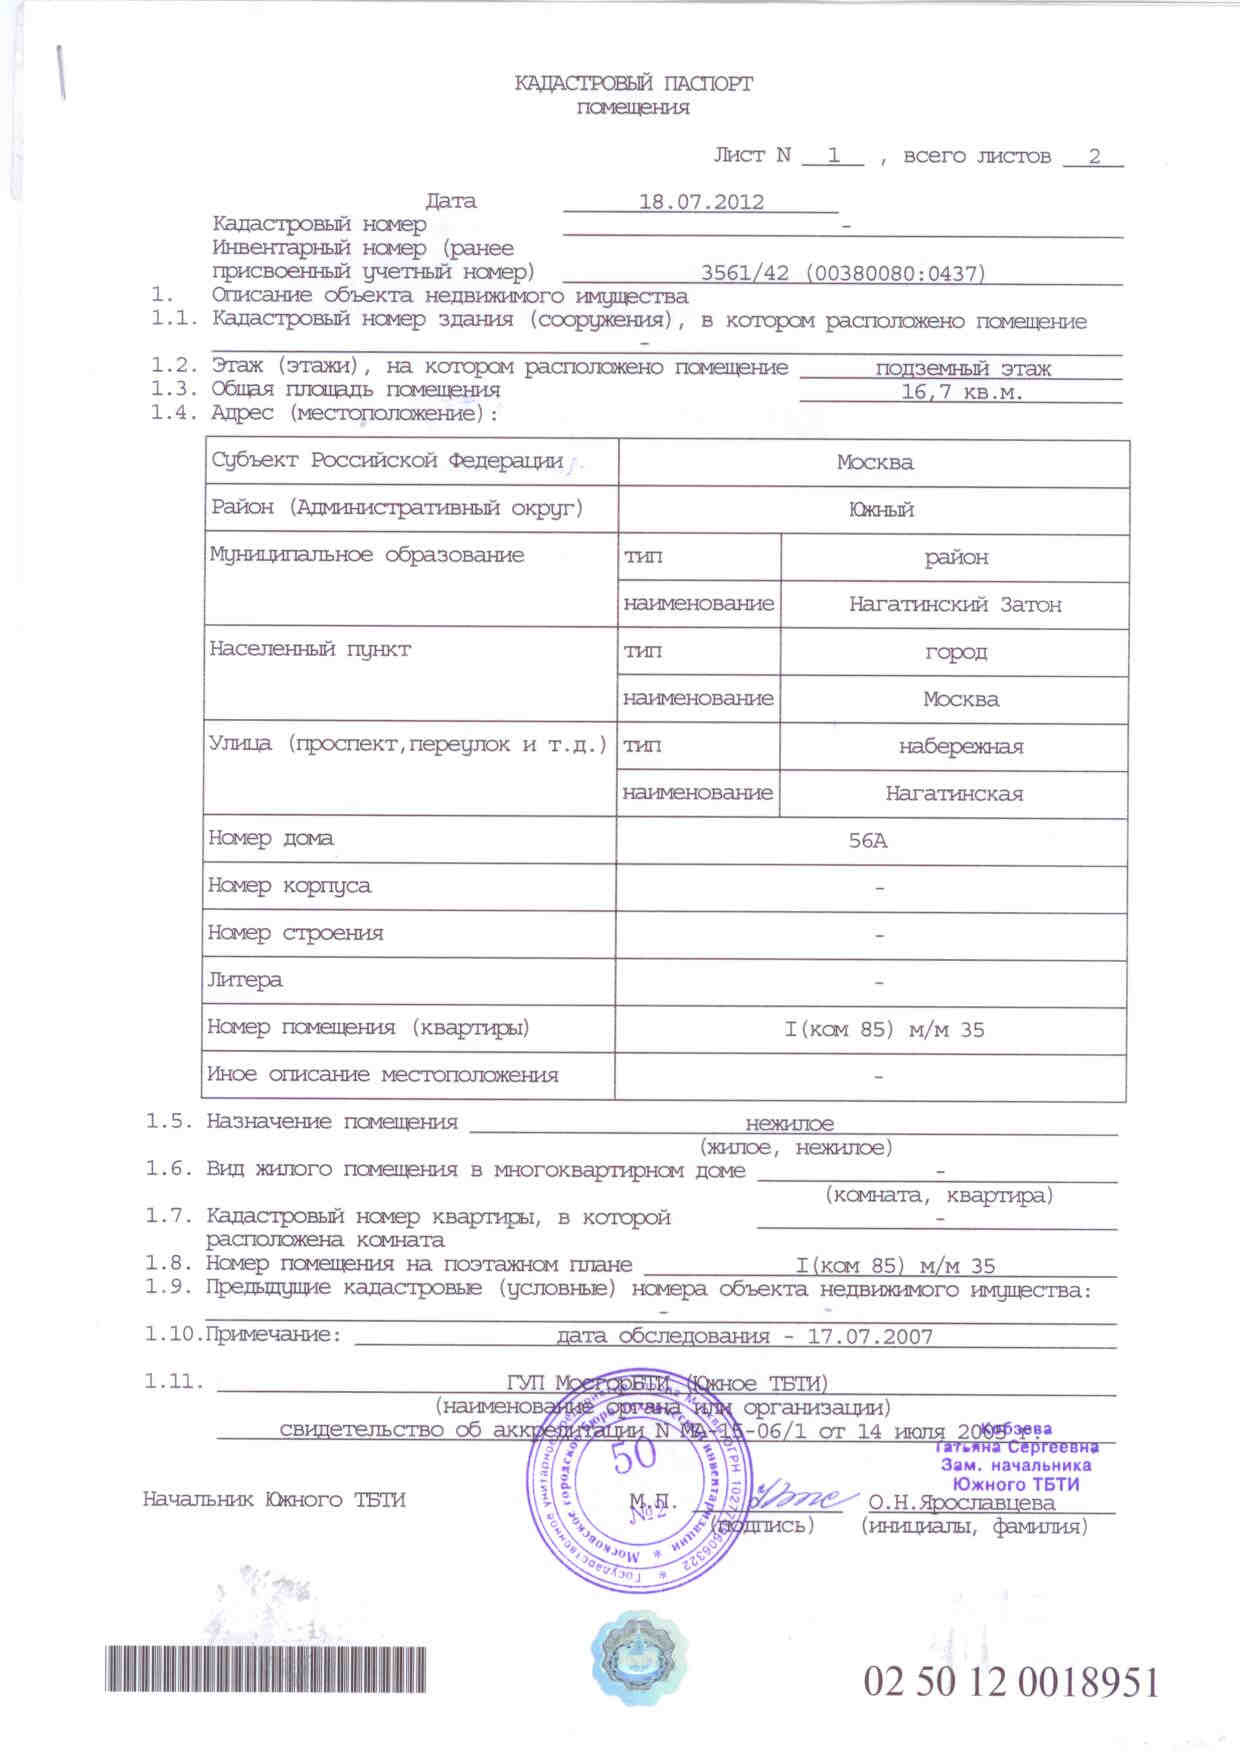 КАДАСТРОВЫЙ ПАСПОРТ
помещения
Лист N 1 , всего листов 2
Дата 18.07.2012
Кадастровый номер -
Инвентарный номер (ранее
присвоенный учетный номер) 3561/42 (00380080:0437)
1. Описание объекта недвижимого имущества
1.1. Кадастровый номер здания (сооружения), в котором расположено помещение
-
1.2. Этаж (этажи), на котором расположено помещение подземный этаж
1.3. Общая площадь помещения 16,7 кв.м.
1.4. Адрес (местоположение):
Субъект Российской Федерации Москва
Район (Административный округ) Южный
Муниципальное образование тип район
наименование Нагатинский Затон
Населенный пункт тип город
наименование Москва
Улица (проспект,переулок и т.д.) тип набережная
наименование Нагатинская
Номер дома 56А
Номер корпуса -
Номер строения -
Литера -
Номер помещения (квартиры) I(ком 85) м/м 35
Иное описание местоположения -
1.5. Назначение помещения нежилое
(жилое, нежилое)
1.6. Вид жилого помещения в многоквартирном доме -
(комната, квартира)
1.7. Кадастровый номер квартиры, в которой -
расположена комната
1.8. Номер помещения на поэтажном плане I(ком 85) м/м 35
1.9. Предыдущие кадастровые (условные) номера объекта недвижимого имущества:
-
1.10.Примечание: дата обследования - 17.07.2007
1.11. ГУП МосгорБТИ (Южное ТБТИ)
(наименование органа или организации)
свидетельство об аккредитации N МА-15-06/1 от 14 июля 2005 г.
Кобзева
Татьяна Сергеевна
Зам. начальника
Южного ТБТИ
Начальник Южного ТБТИ М.П. О.Н.Ярославцева
(подпись) (инициалы, фамилия)
Московское городское бюро технической инвентаризации
50
№2
02 50 12 0018951